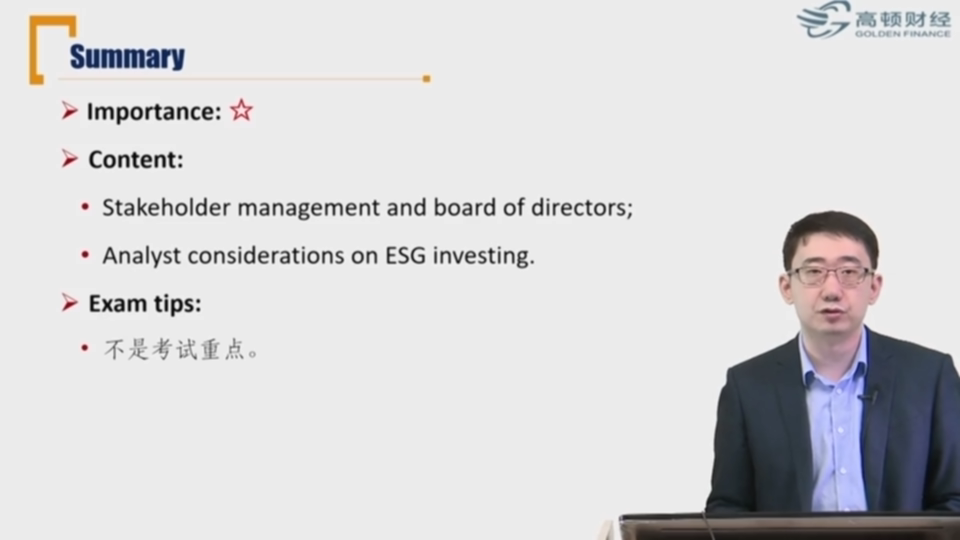 高顿财经
GOLDEN FINANCE
Summary
Importance: ☆
Content:
Stakeholder management and board of directors;
Analyst considerations on ESG investing.
Exam tips:
不是考试重点。